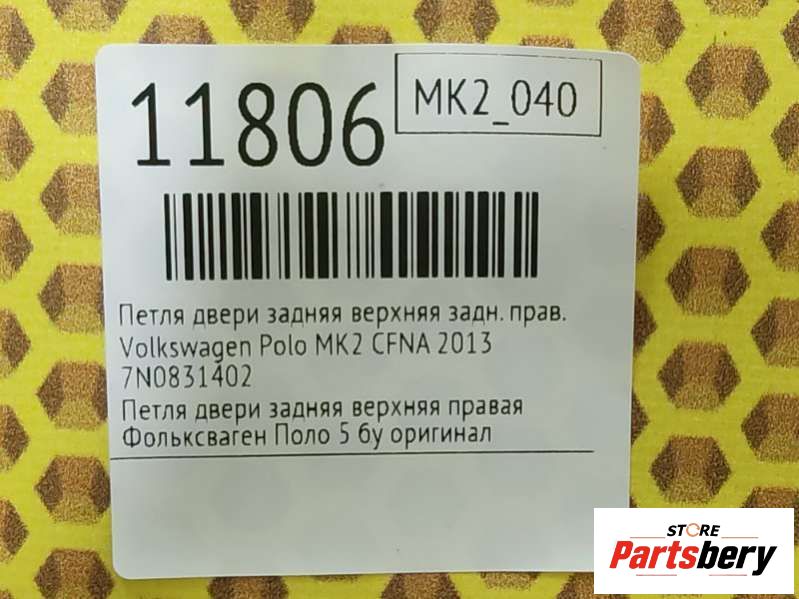 11806
MK2_040
Петля двери задняя верхняя задн. прав.
Volkswagen Polo MK2 CFNA 2013
7N0831402
Петля двери задняя верхняя правая
Фольксваген Поло 5 бу оригинал
STORE
Partsbery